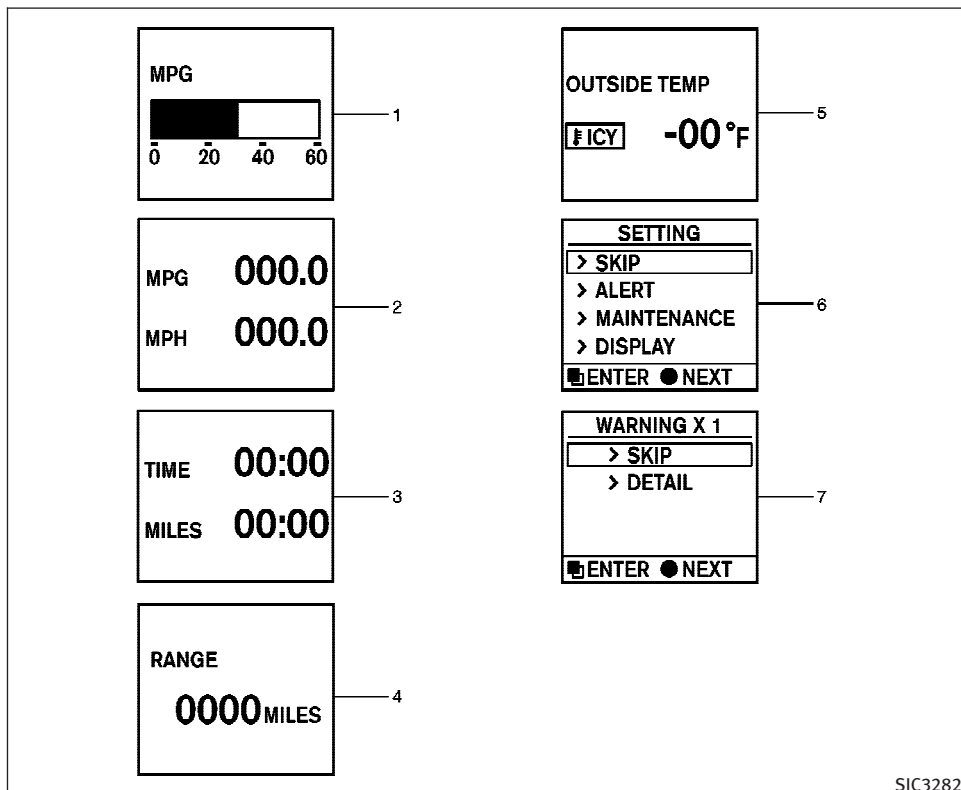 MPG
0 20 40 60
1
MPG 000.0
MPH 000.0
2
TIME 00:00
MILES 00:00
3
RANGE
0000 MILES
4
OUTSIDE TEMP
ICY -00°F
5
SETTING
> SKIP
> ALERT
> MAINTENANCE
> DISPLAY
ENTER ● NEXT
6
WARNING X 1
> SKIP
> DETAIL
ENTER ● NEXT
7
SIC3282